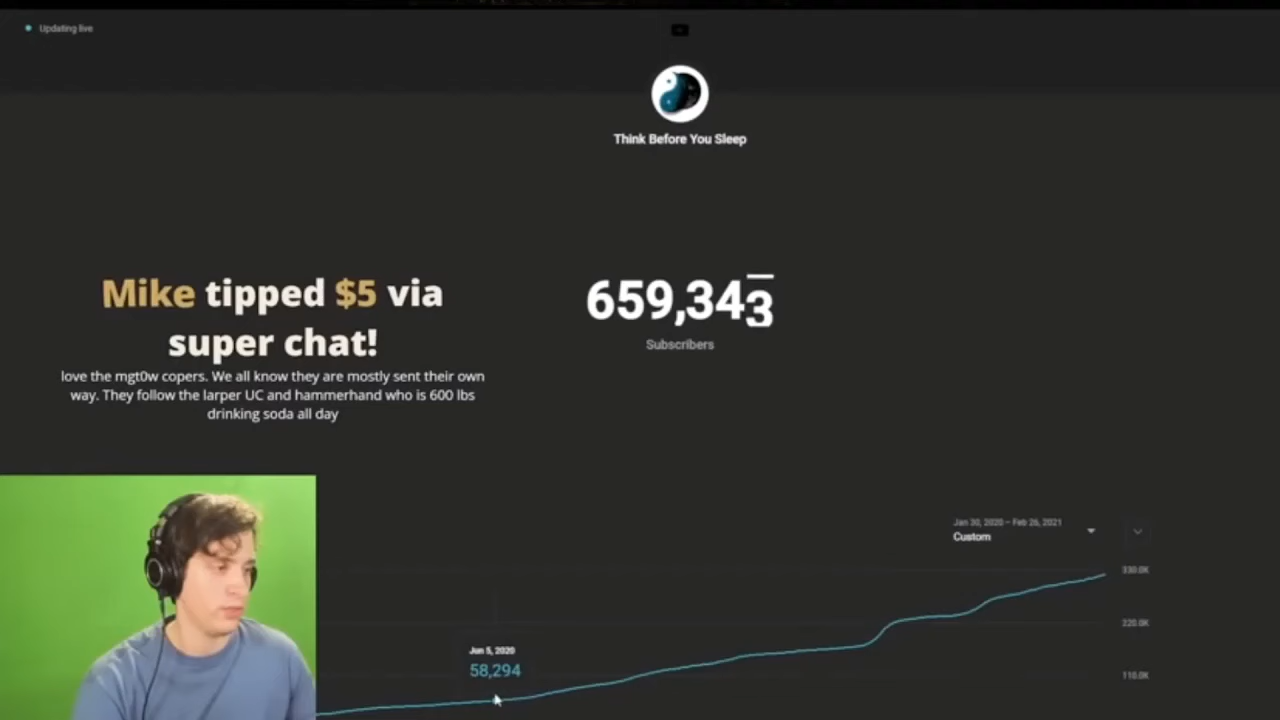 Updating live
Think Before You Sleep
Mike tipped $5 via
super chat!
love the mgt0w copers. We all know they are mostly sent their own
way. They follow the larper UC and hammerhand who is 600 lbs
drinking soda all day
659,343
Subscribers
Jan 30, 2020 – Feb 26, 2021
Custom
330.0K
220.0K
110.0K
Jun 5, 2020
58,294